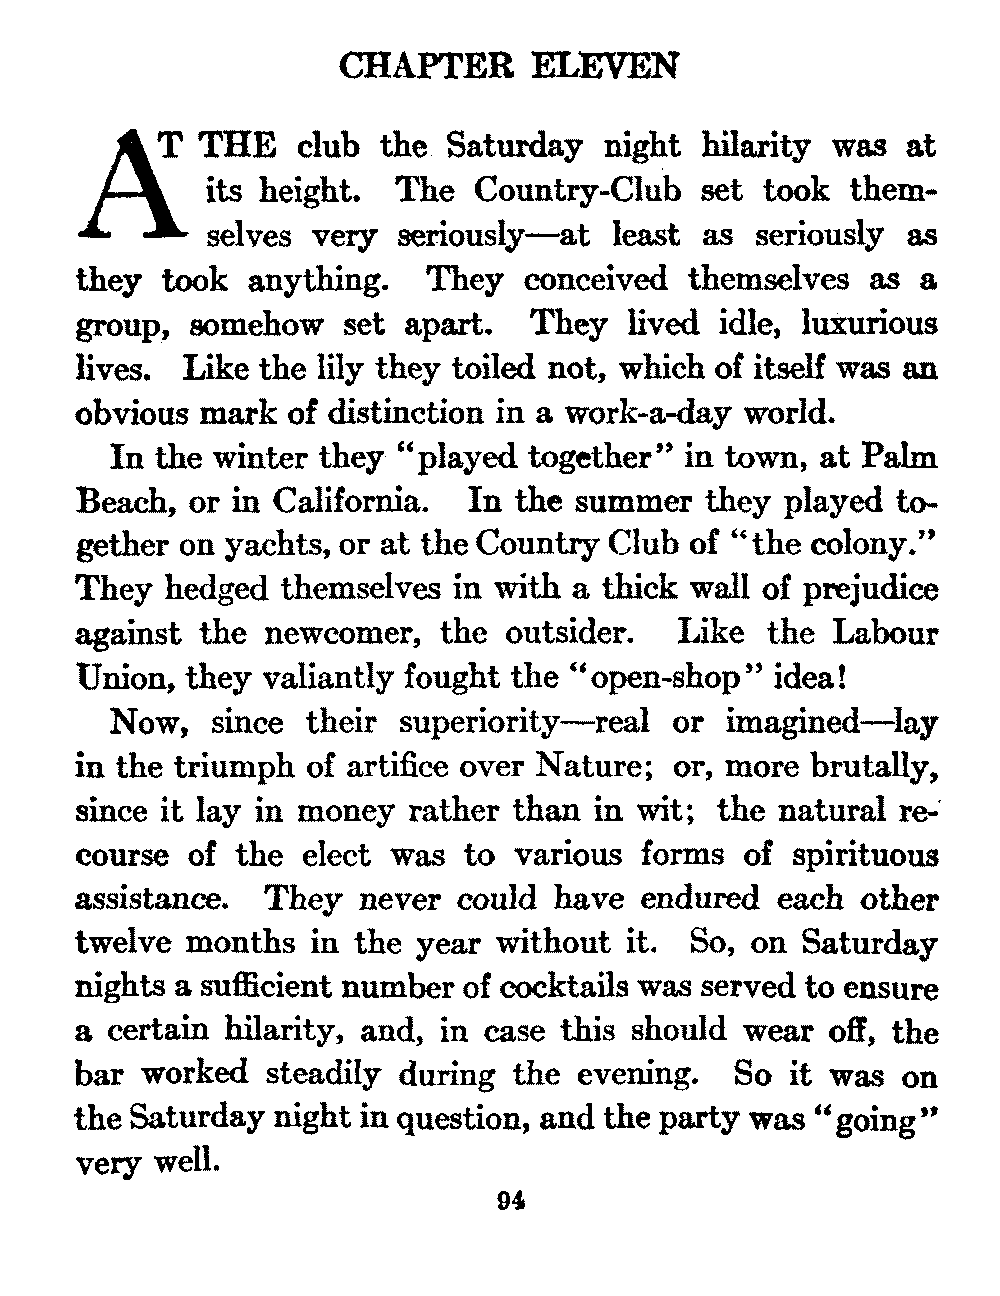 CHAPTER ELEVEN
AT THE club the Saturday night hilarity was at
its height. The Country-Club set took them-
selves very seriously—at least as seriously as
they took anything. They conceived themselves as a
group, somehow set apart. They lived idle, luxurious
lives. Like the lily they toiled not, which of itself was an
obvious mark of distinction in a work-a-day world.
In the winter they “played together” in town, at Palm
Beach, or in California. In the summer they played to-
gether on yachts, or at the Country Club of “the colony.”
They hedged themselves in with a thick wall of prejudice
against the newcomer, the outsider. Like the Labour
Union, they valiantly fought the “open-shop” idea!
Now, since their superiority—real or imagined—lay
in the triumph of artifice over Nature; or, more brutally,
since it lay in money rather than in wit; the natural re-
course of the elect was to various forms of spirituous
assistance. They never could have endured each other
twelve months in the year without it. So, on Saturday
nights a sufficient number of cocktails was served to ensure
a certain hilarity, and, in case this should wear off, the
bar worked steadily during the evening. So it was on
the Saturday night in question, and the party was “going”
very well.
94